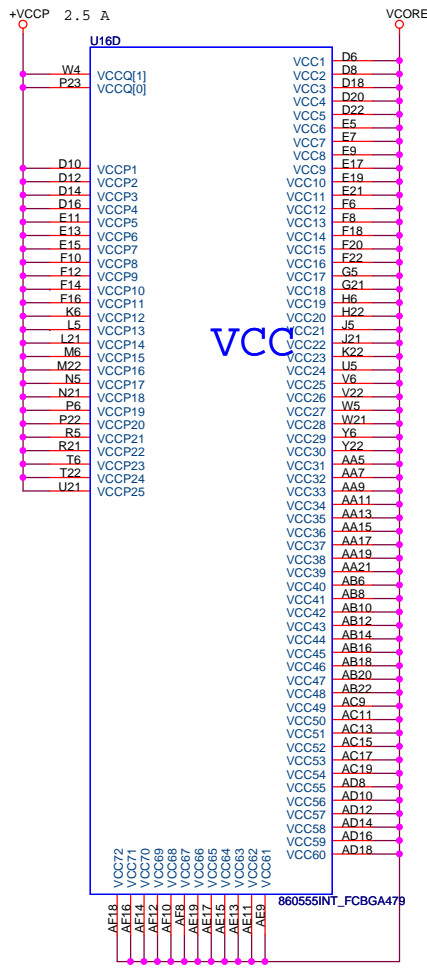 +VCCP 2.5 A
VCORE
U16D
W4 VCCQ[1]
P23 VCCQ[0]
D10 VCCP1
D12 VCCP2
D14 VCCP3
D16 VCCP4
E11 VCCP5
E13 VCCP6
E15 VCCP7
F10 VCCP8
F12 VCCP9
F14 VCCP10
F16 VCCP11
K6 VCCP12
L5 VCCP13
L21 VCCP14
M6 VCCP15
M22 VCCP16
N5 VCCP17
N21 VCCP18
P6 VCCP19
P22 VCCP20
R5 VCCP21
R21 VCCP22
T6 VCCP23
T22 VCCP24
U21 VCCP25
VCC
VCC1 D6
VCC2 D8
VCC3 D18
VCC4 D20
VCC5 D22
VCC6 E5
VCC7 E7
VCC8 E9
VCC9 E17
VCC10 E19
VCC11 E21
VCC12 F6
VCC13 F8
VCC14 F18
VCC15 F20
VCC16 F22
VCC17 G5
VCC18 G21
VCC19 H6
VCC20 H22
VCC21 J5
VCC22 J21
VCC23 K22
VCC24 U5
VCC25 V6
VCC26 V22
VCC27 W5
VCC28 W21
VCC29 Y6
VCC30 Y22
VCC31 AA5
VCC32 AA7
VCC33 AA9
VCC34 AA11
VCC35 AA13
VCC36 AA15
VCC37 AA17
VCC38 AA19
VCC39 AA21
VCC40 AB6
VCC41 AB8
VCC42 AB10
VCC43 AB12
VCC44 AB14
VCC45 AB16
VCC46 AB18
VCC47 AB20
VCC48 AB22
VCC49 AC9
VCC50 AC11
VCC51 AC13
VCC52 AC15
VCC53 AC17
VCC54 AC19
VCC55 AD8
VCC56 AD10
VCC57 AD12
VCC58 AD14
VCC59 AD16
VCC60 AD18
VCC72 AF18
VCC71 AF16
VCC70 AF14
VCC69 AF12
VCC68 AF10
VCC67 AF8
VCC66 AE19
VCC65 AE17
VCC64 AE15
VCC63 AE13
VCC62 AE11
VCC61 AE9
860555INT_FCBGA479